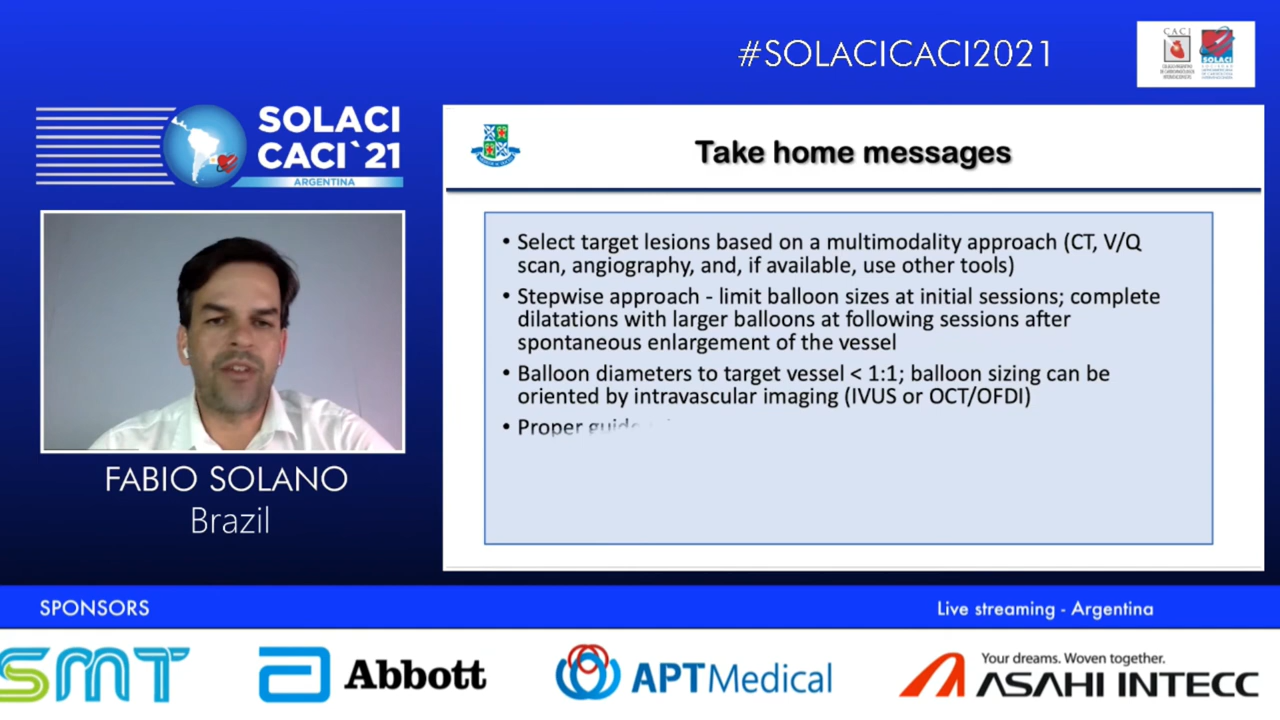 #SOLACICACI2021
CACI
SOLACI
SOLACI
CACI`21
ARGENTINA
Take home messages
• Select target lesions based on a multimodality approach (CT, V/Q
scan, angiography, and, if available, use other tools)
• Stepwise approach - limit balloon sizes at initial sessions; complete
dilatations with larger balloons at following sessions after
spontaneous enlargement of the vessel
• Balloon diameters to target vessel < 1:1; balloon sizing can be
oriented by intravascular imaging (IVUS or OCT/OFDI)
• Proper
FABIO SOLANO
Brazil
SPONSORS
Live streaming - Argentina
SMT
Abbott
APT Medical
Your dreams. Woven together.
ASAHI INTECC